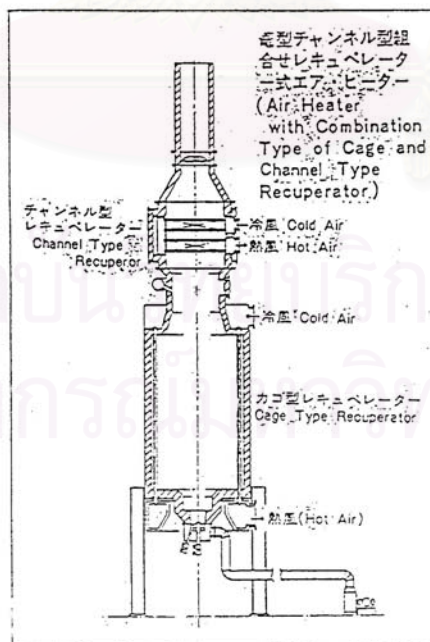 籠型チャンネル型組
合せレキュペレータ
ー式エア・ヒーター
(Air Heater
with Combination
Type of Cage and
Channel Type
Recuperator)
チャンネル型
レキュペレーター
Channel Type
Recuperor
冷風 Cold Air
熱風 Hot Air
冷風 Cold Air
カゴ型レキュペレーター
Cage Type Recuperator
熱風(Hot Air)